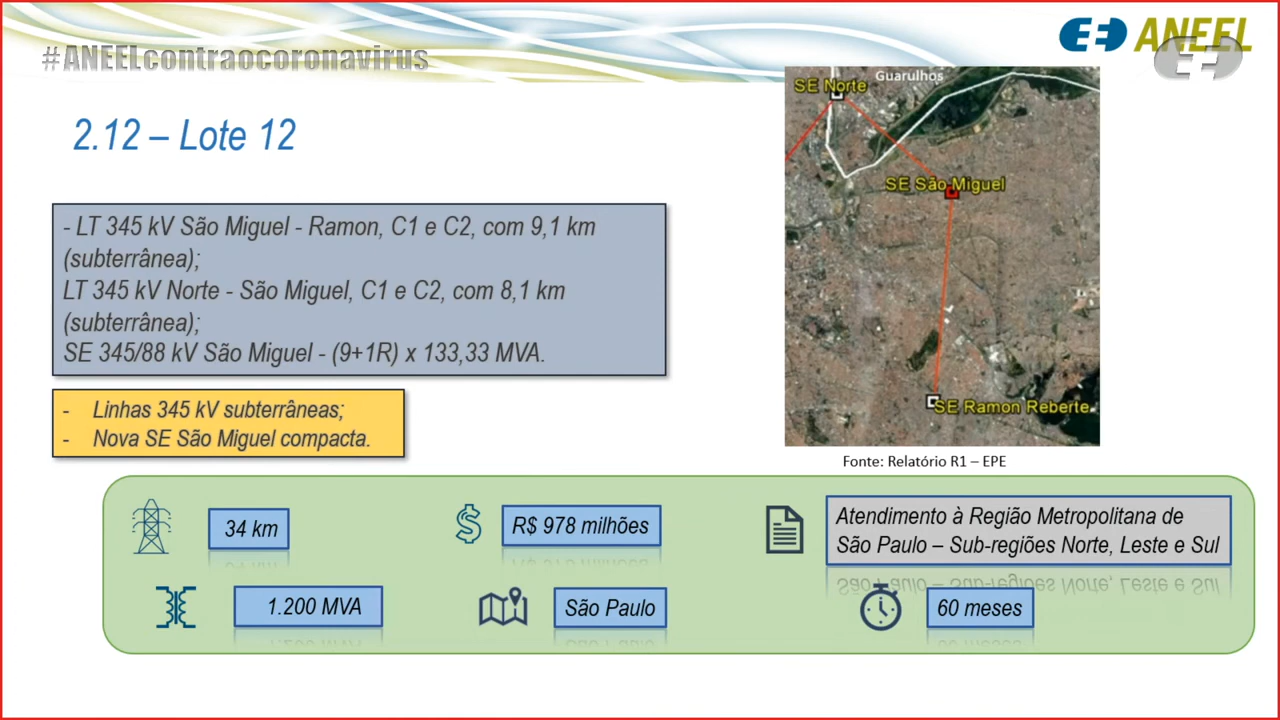 #ANEELcontraocoronavirus
ANEEL
2.12 – Lote 12
SE Norte
Guarulhos
SE São Miguel
SE Ramon Reberte
Fonte: Relatório R1 – EPE
- LT 345 kV São Miguel - Ramon, C1 e C2, com 9,1 km
(subterrânea);
LT 345 kV Norte - São Miguel, C1 e C2, com 8,1 km
(subterrânea);
SE 345/88 kV São Miguel - (9+1R) x 133,33 MVA.
- Linhas 345 kV subterrâneas;
- Nova SE São Miguel compacta.
34 km
R$ 978 milhões
Atendimento à Região Metropolitana de
São Paulo – Sub-regiões Norte, Leste e Sul
1.200 MVA
São Paulo
60 meses